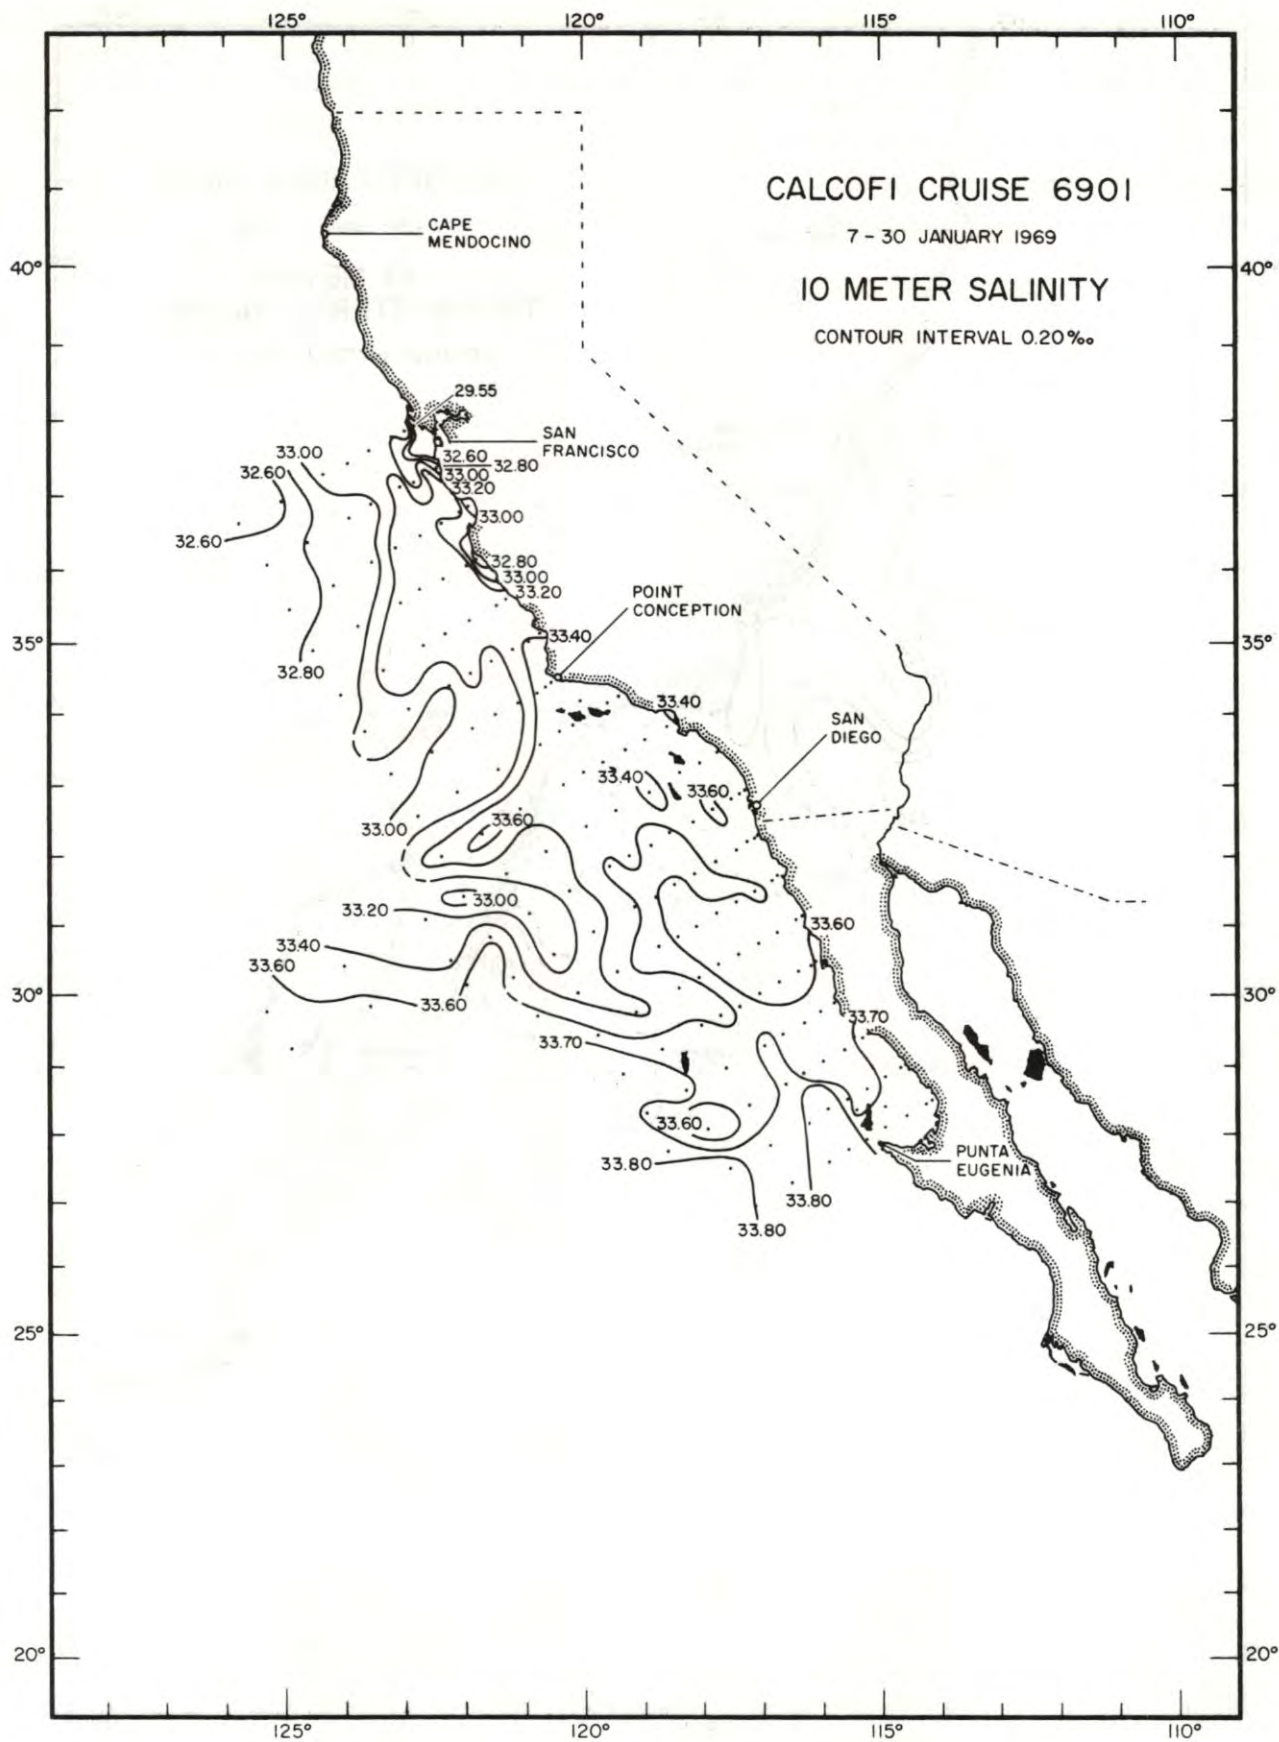 125° 120° 115° 110°
CALCOFI CRUISE 6901
7 - 30 JANUARY 1969
10 METER SALINITY
CONTOUR INTERVAL 0.20‰
CAPE
MENDOCINO
40° 40°
29.55
SAN
FRANCISCO
33.00
32.60
32.60
32.80
33.00
33.20
33.00
32.60
32.80
33.00
33.20
POINT
CONCEPTION
33.40
35° 35°
32.80
33.40
SAN
DIEGO
33.40
33.60
33.00
33.60
33.00
33.20
33.60
33.40
33.60
33.60
30° 30°
33.70
33.70
33.60
33.80
PUNTA
EUGENIA
33.80
33.80
25° 25°
20° 20°
125° 120° 115° 110°